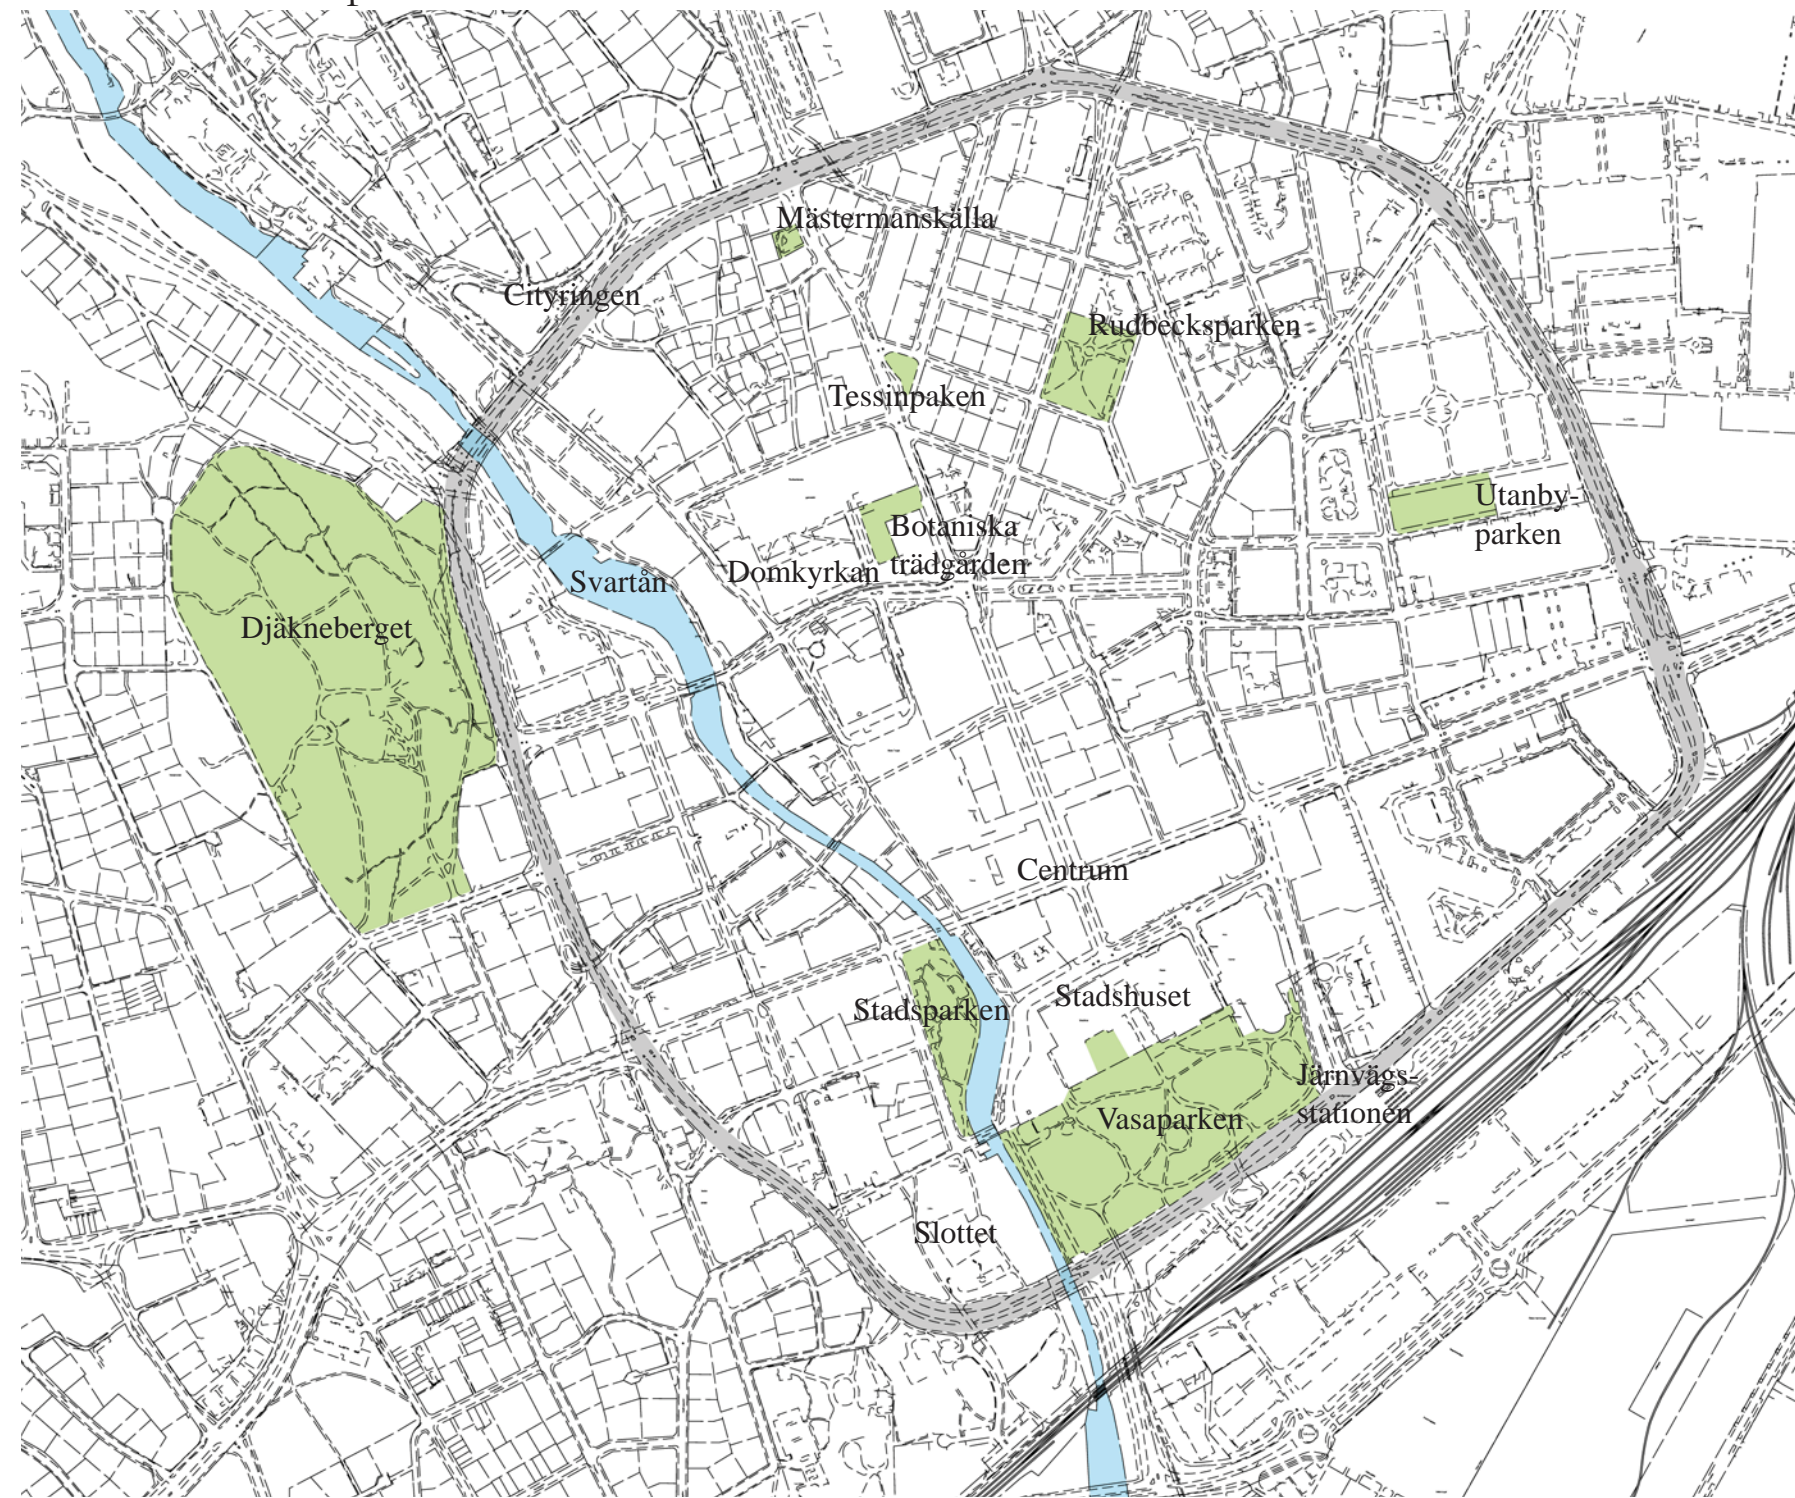 Mästermanskälla
Cityringen
Rudbecksparken
Tessinpaken
Utanby-
parken
Botaniska
trädgården
Domkyrkan
Svartån
Djäkneberget
Centrum
Stadshuset
Stadsparken
Järnvägs-
stationen
Vasaparken
Slottet